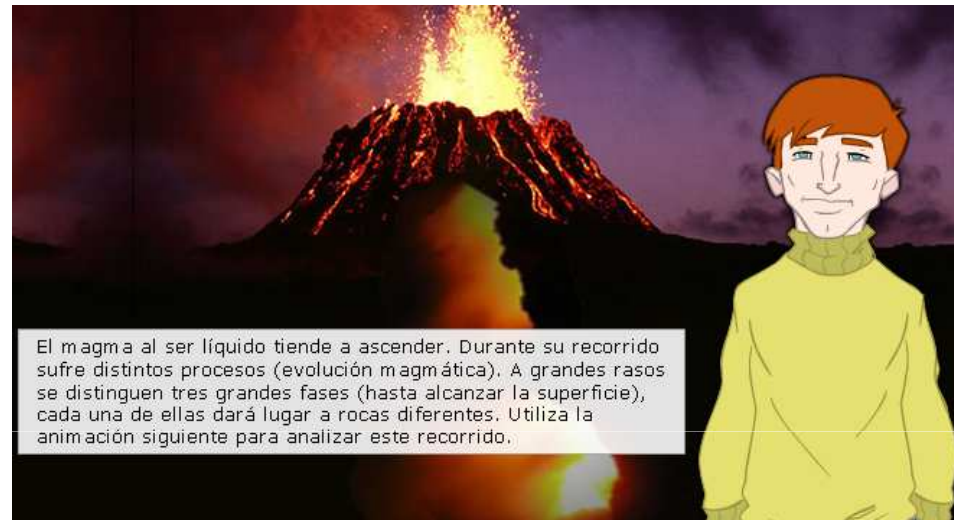 El magma al ser líquido tiende a ascender. Durante su recorrido
sufre distintos procesos (evolución magmática). A grandes rasos
se distinguen tres grandes fases (hasta alcanzar la superficie),
cada una de ellas dará lugar a rocas diferentes. Utiliza la
animación siguiente para analizar este recorrido.